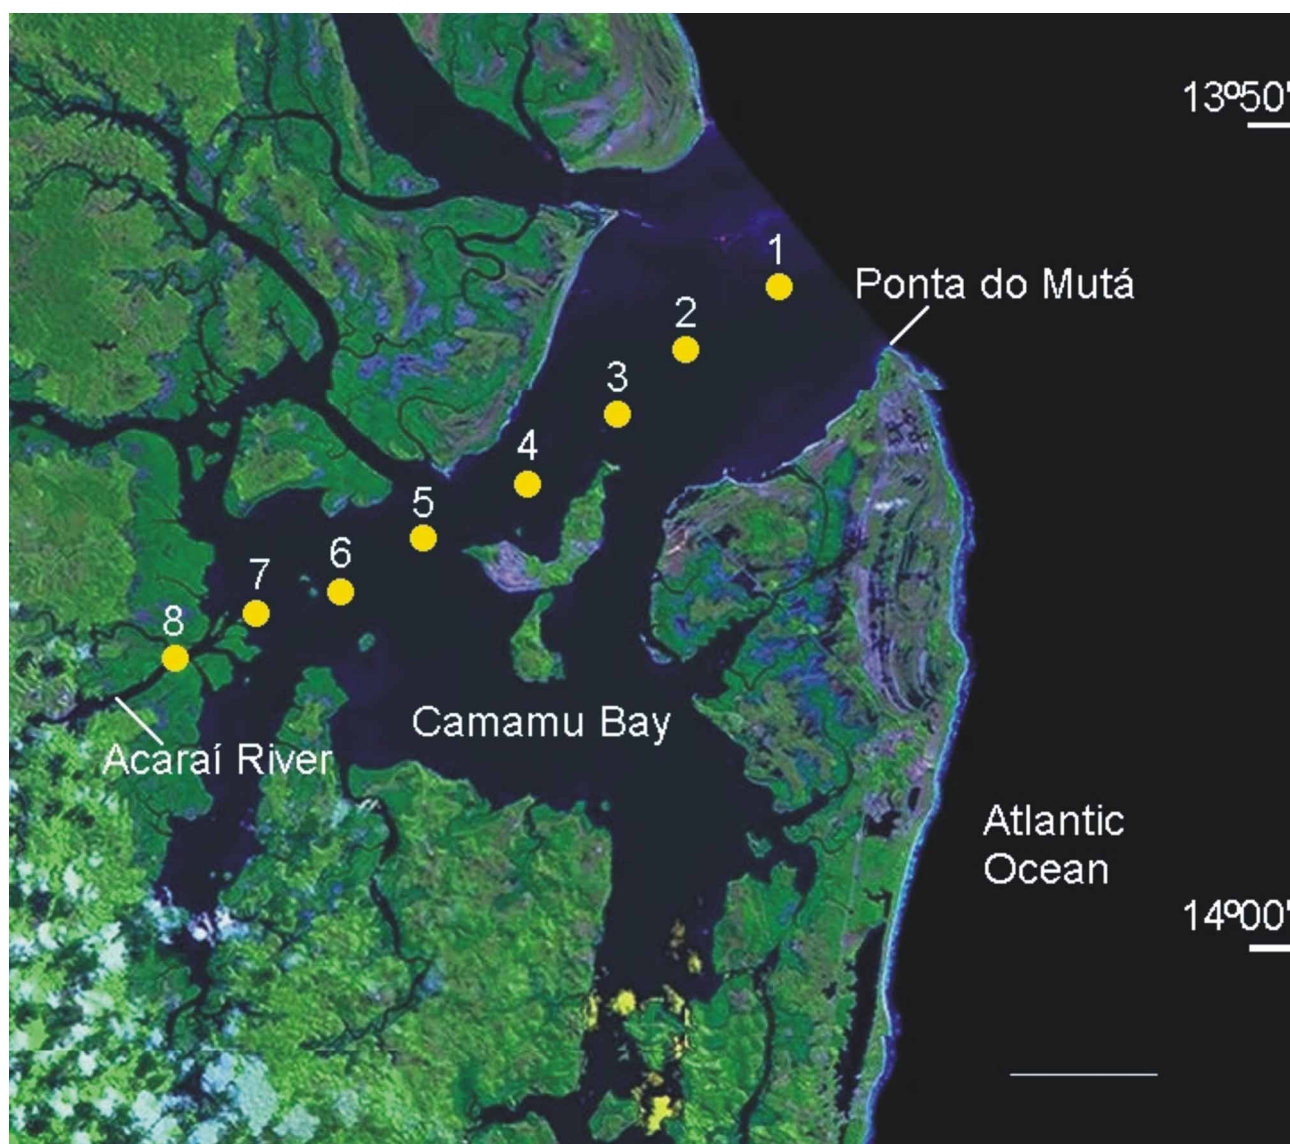 13º50'
1
Ponta do Mutá
2
3
4
5
6
7
8
Camamu Bay
Acaraí River
Atlantic
Ocean
14º00'